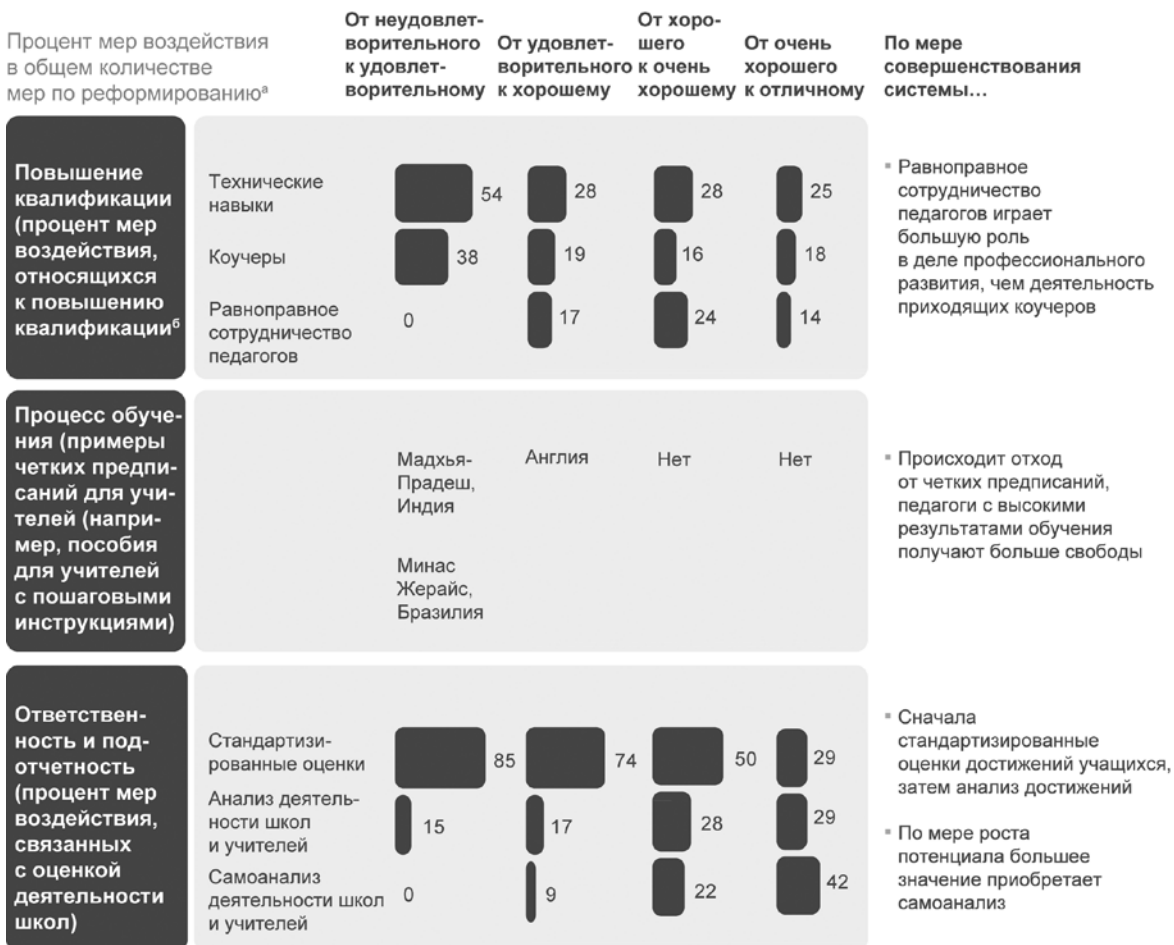 Процент мер воздействия
в общем количестве
мер по реформированиюᵃ
От неудовлет-
ворительного
к удовлет-
ворительному
От удовлет-
ворительного
к хорошему
От хоро-
шего
к очень
хорошему
От очень
хорошего
к отличному
По мере
совершенствования
системы...
Повышение
квалификации
(процент мер
воздействия,
относящихся
к повышению
квалификацииᵇ
Технические
навыки
54
28
28
25
Коучеры
38
19
16
18
Равноправное
сотрудничество
педагогов
0
17
24
14
▪ Равноправное
сотрудничество
педагогов играет
большую роль
в деле профессионального
развития, чем деятельность
приходящих коучеров
Процесс обуче-
ния (примеры
четких предпи-
саний для учи-
телей (напри-
мер, пособия
для учителей
с пошаговыми
инструкциями)
Мадхья-
Прадеш,
Индия
Минас
Жерайс,
Бразилия
Англия
Нет
Нет
▪ Происходит отход
от четких предписаний,
педагоги с высокими
результатами обучения
получают больше свободы
Ответствен-
ность и под-
отчетность
(процент мер
воздействия,
связанных
с оценкой
деятельности
школ)
Стандартизи-
рованные оценки
85
74
50
29
Анализ деятель-
ности школ
и учителей
15
17
28
29
Самоанализ
деятельности школ
и учителей
0
9
22
42
▪ Сначала
стандартизированные
оценки достижений учащихся,
затем анализ достижений
▪ По мере роста
потенциала большее
значение приобретает
самоанализ